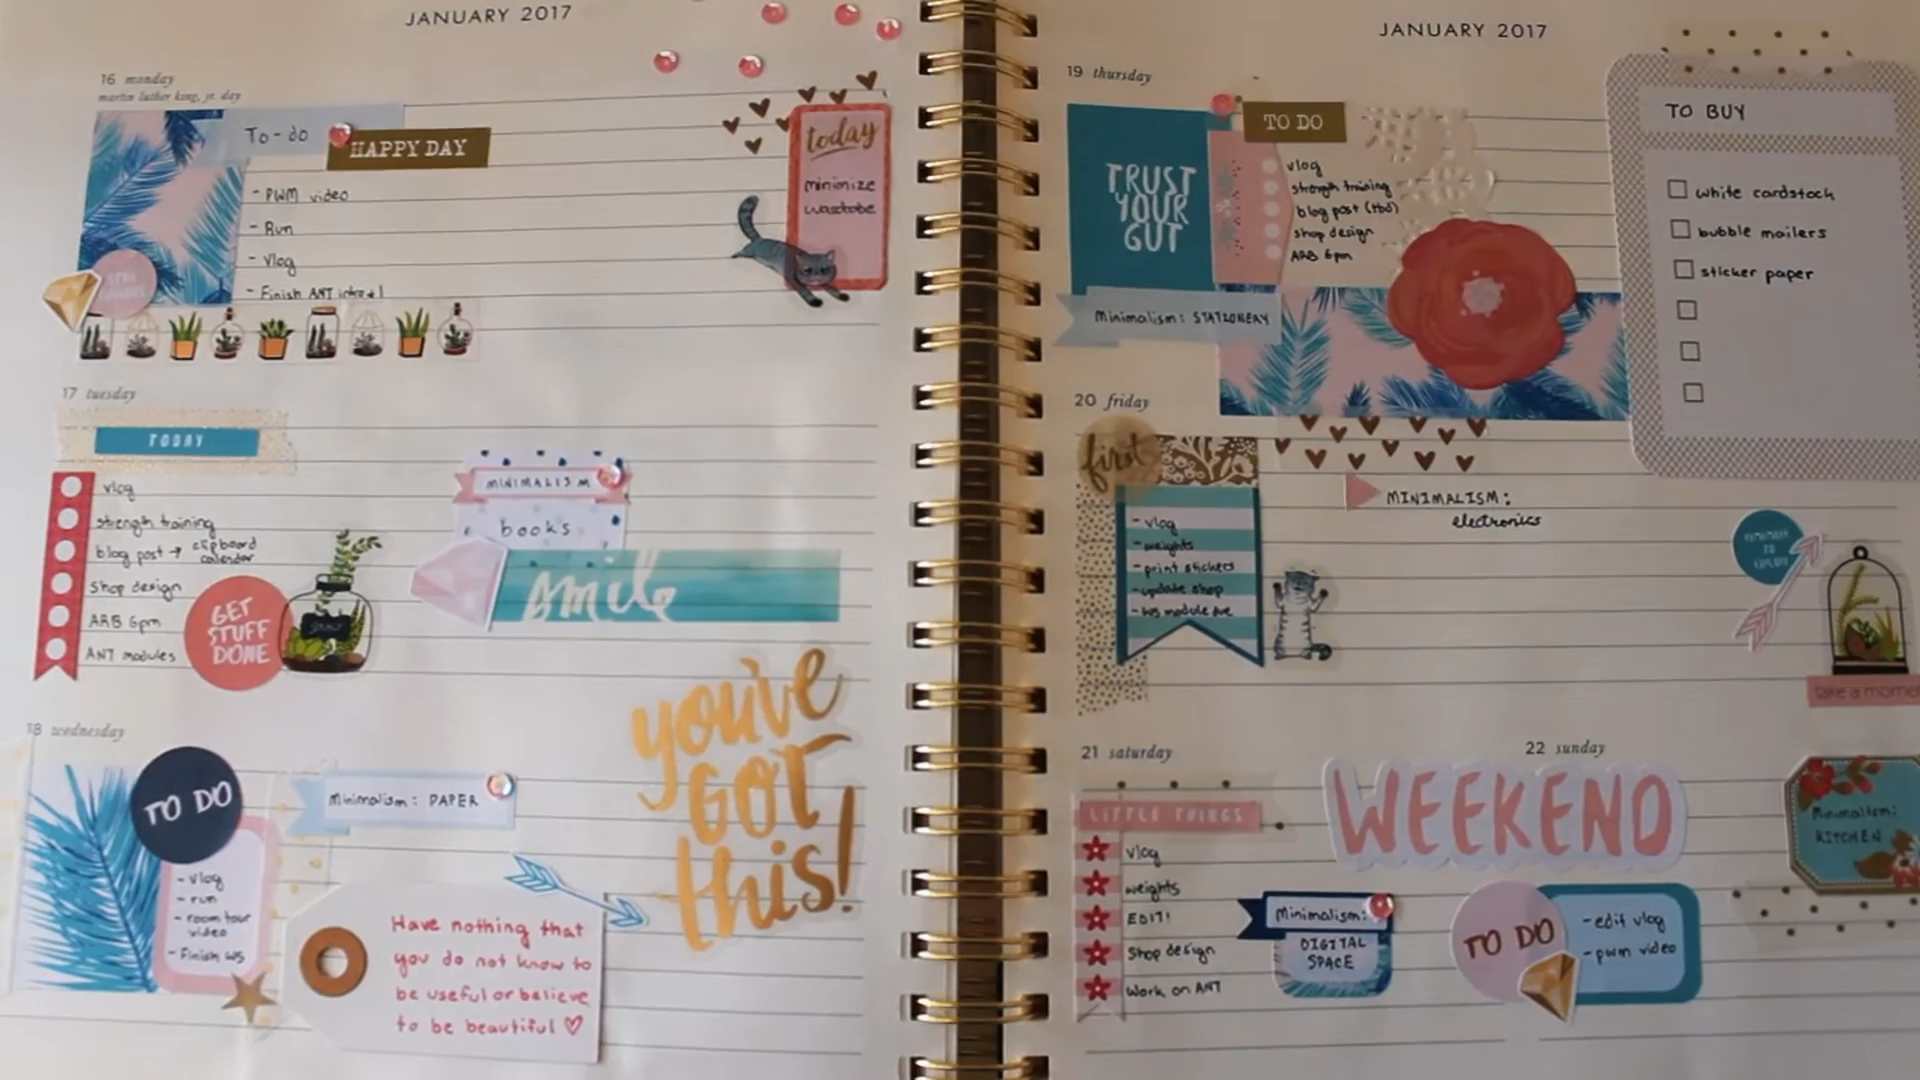 JANUARY 2017
16 monday
martin luther king, jr. day
To-do
HAPPY DAY
- PWM video
- Run
- vlog
- Finish ANT
today
minimize
wardrobe
17 tuesday
TODAY
vlog
strength training
blog post → clipboard
calendar
shop design
ARB 6pm
ANT modules
GET
STUFF
DONE
MINIMALISM
books
smile
18 wednesday
TO DO
- vlog
- run
- room tour
video
- Finish WS
Minimalism: PAPER
you've
GOT
this!
Have nothing that
you do not know to
be useful or believe
to be beautiful ♡
JANUARY 2017
19 thursday
TRUST
YOUR
GUT
TO DO
vlog
strength training
blog post (tbd)
shop design
ARB 6pm
Minimalism: STATIONERY
TO BUY
white cardstock
bubble mailers
sticker paper
20 friday
first
- vlog
- weights
- print stickers
- update shop
- WS module
MINIMALISM:
electronics
take a momen
21 saturday
LITTLE THINGS
vlog
weights
EDIT!
Shop design
Work on ANT
Minimalism:
DIGITAL
SPACE
22 sunday
WEEKEND
TO DO
- edit vlog
- pwm video
Minimalism:
KITCHEN